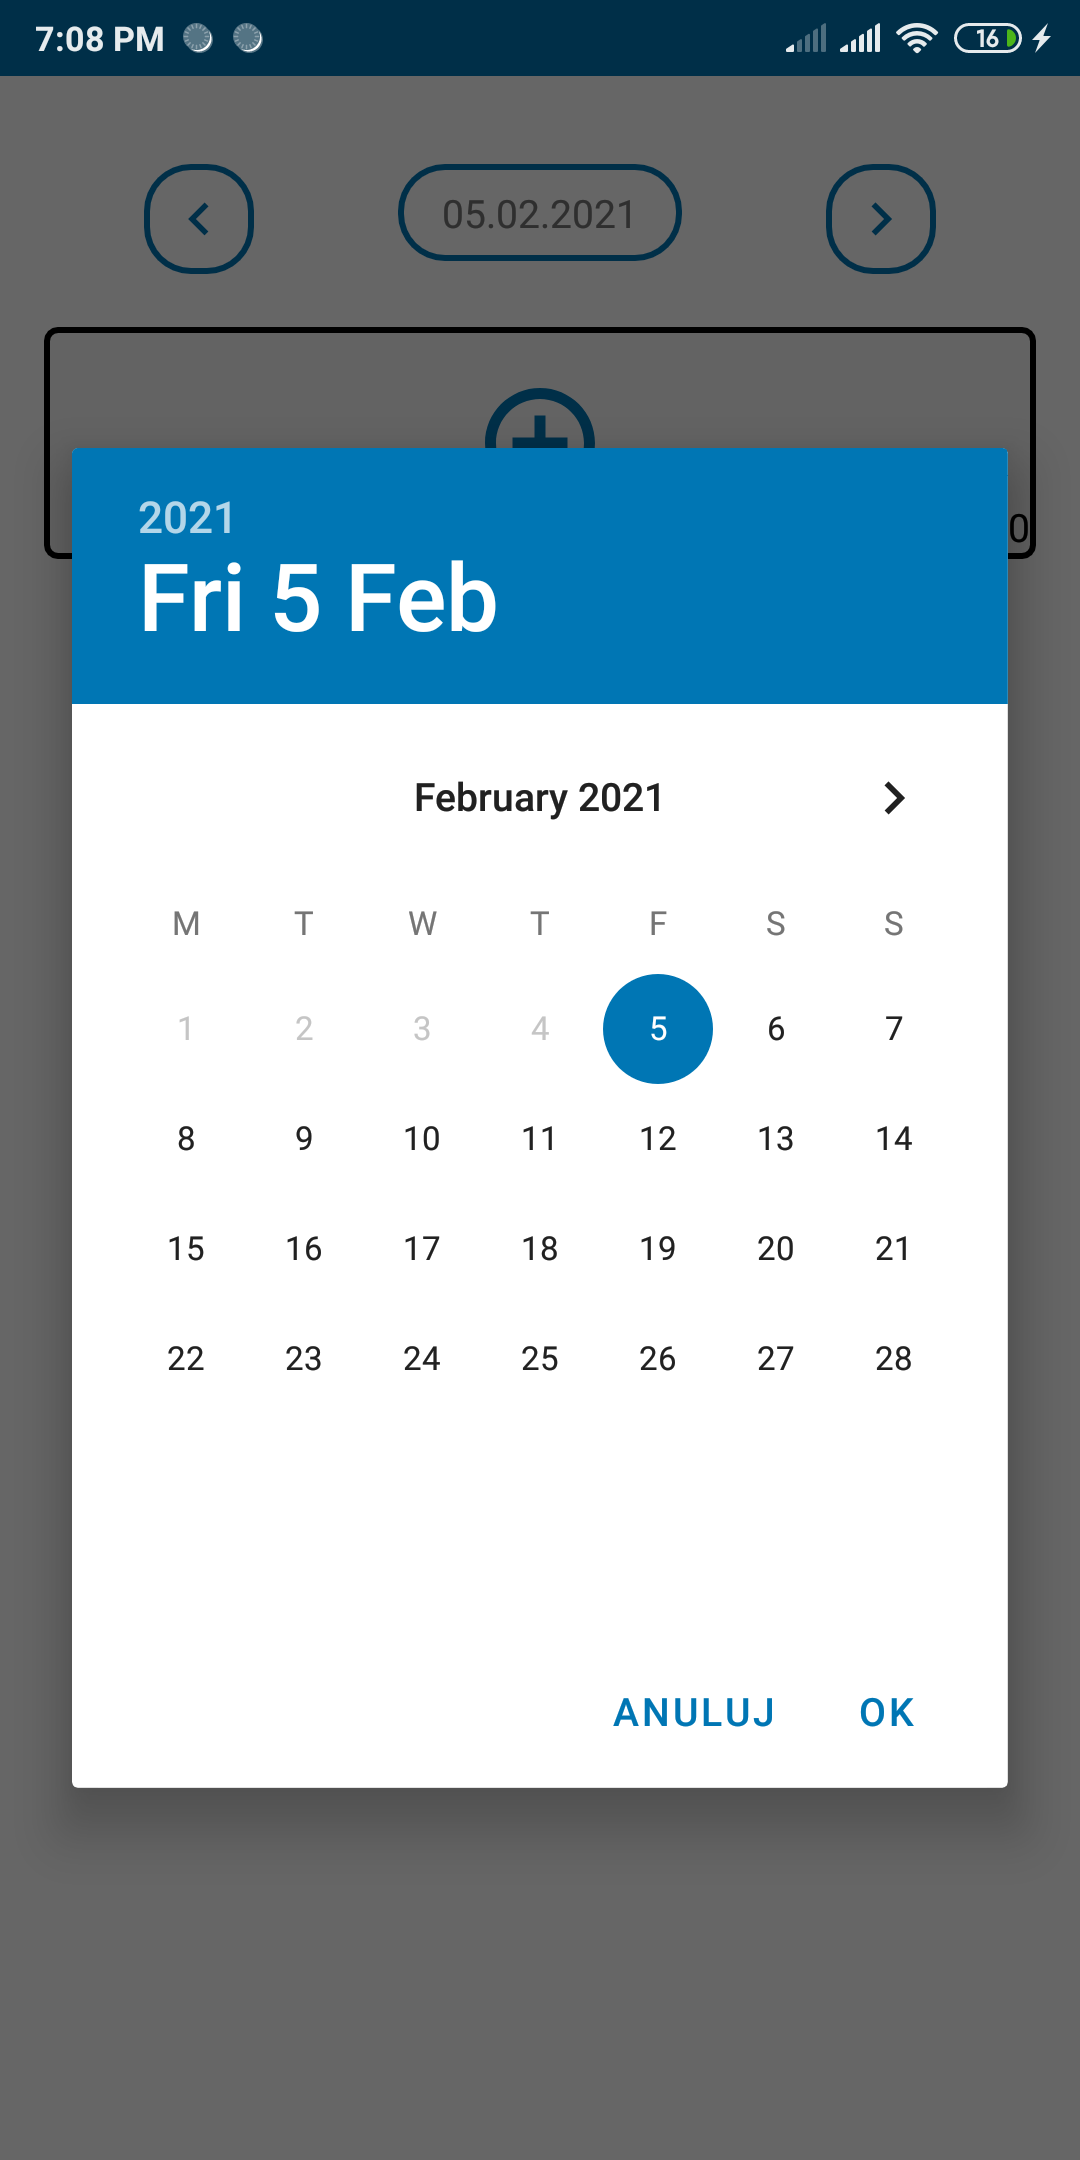 7:08 PM 16
05.02.2021
0
2021
Fri 5 Feb
February 2021
M T W T F S S
1 2 3 4 5 6 7
8 9 10 11 12 13 14
15 16 17 18 19 20 21
22 23 24 25 26 27 28
ANULUJ OK